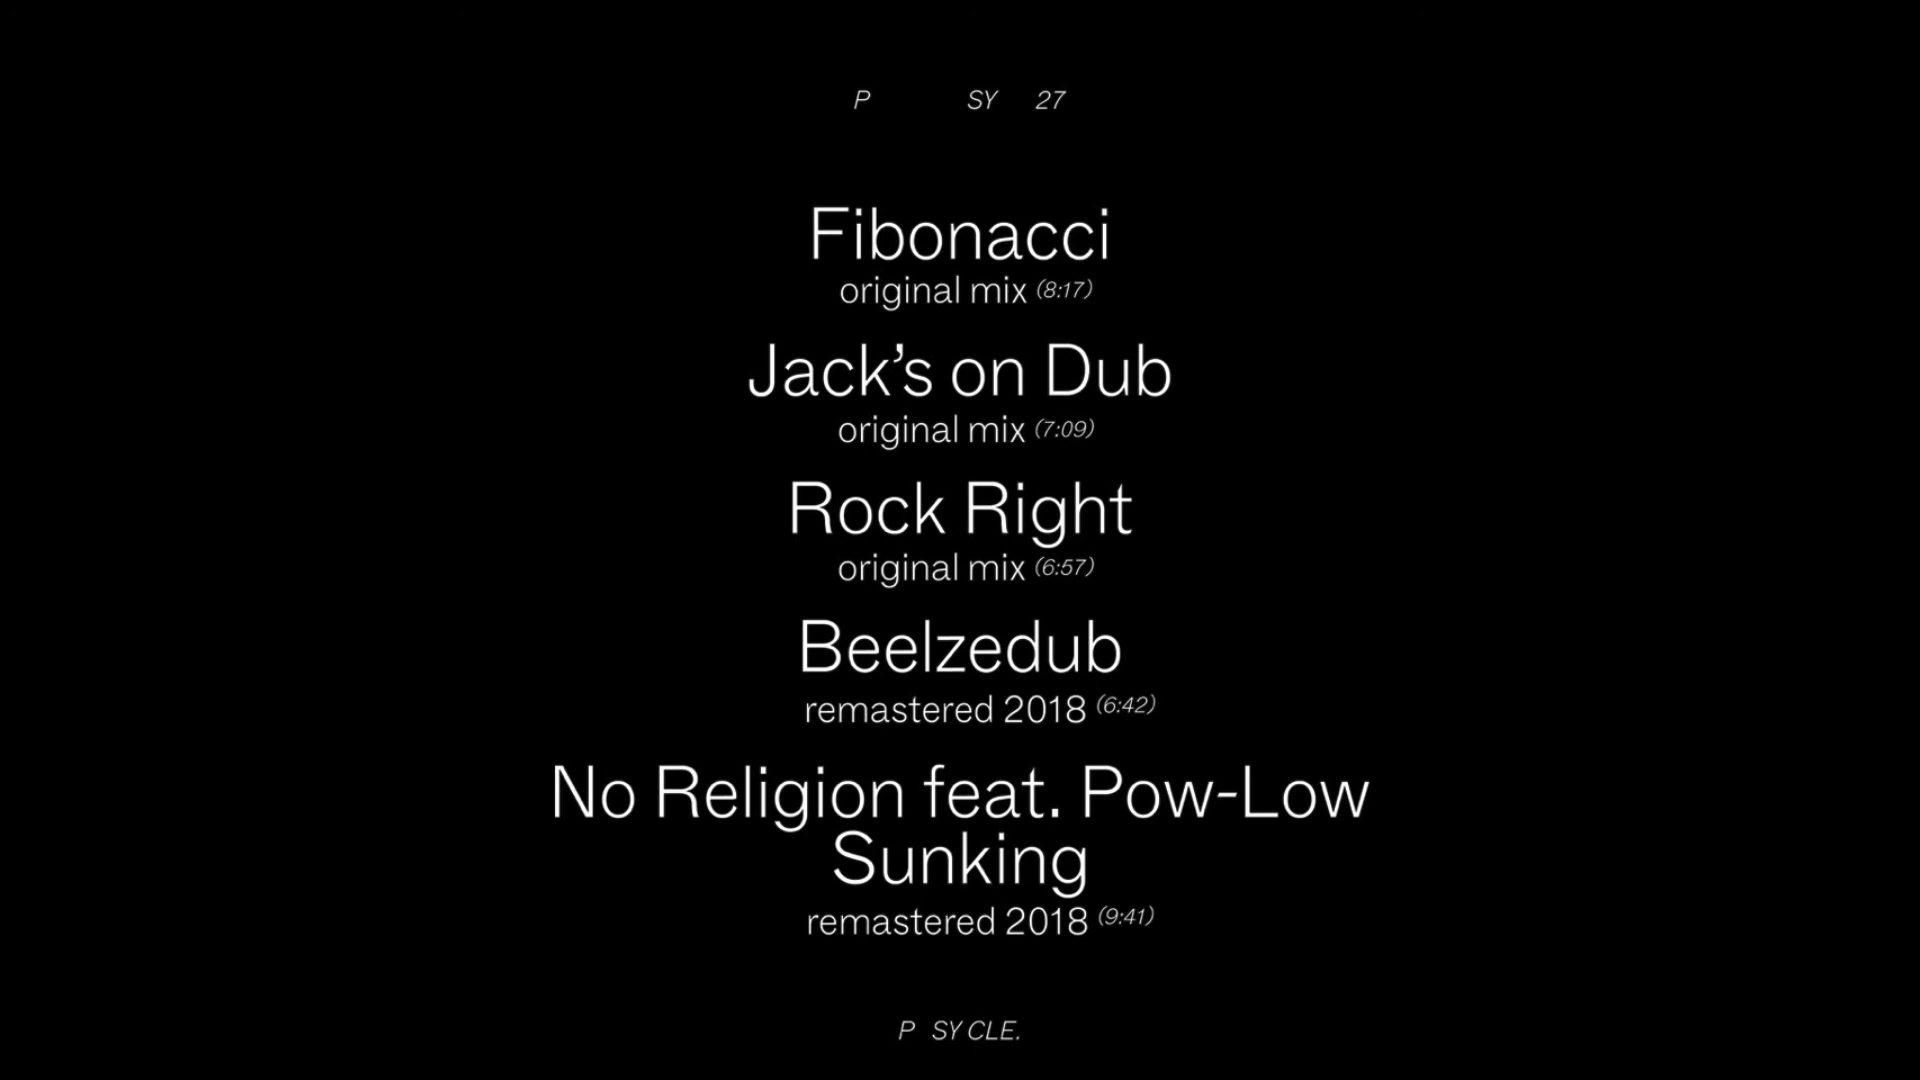 P SY 27
Fibonacci
original mix (8:17)
Jack’s on Dub
original mix (7:09)
Rock Right
original mix (6:57)
Beelzedub
remastered 2018 (6:42)
No Religion feat. Pow-Low
Sunking
remastered 2018 (9:41)
P SY CLE.